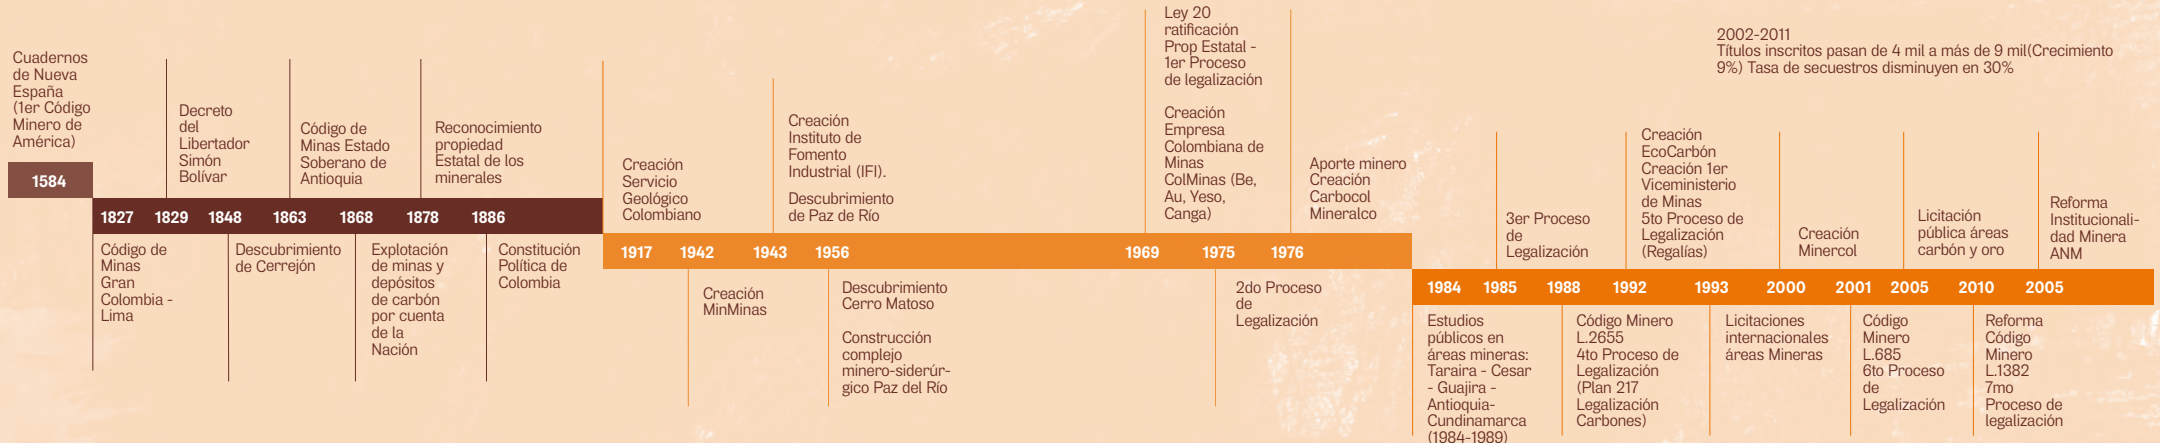 Cuadernos
de Nueva
España
(1er Código
Minero de
América)
1584
Decreto
del
Libertador
Simón
Bolívar
Código de
Minas Estado
Soberano de
Antioquia
Reconocimiento
propiedad
Estatal de los
minerales
1827 1829 1848 1863 1868 1878 1886
Código de
Minas
Gran
Colombia -
Lima
Descubrimiento
de Cerrejón
Explotación
de minas y
depósitos
de carbón
por cuenta
de la
Nación
Constitución
Política de
Colombia
Creación
Servicio
Geológico
Colombiano
Creación
Instituto de
Fomento
Industrial (IFI).
Descubrimiento
de Paz de Río
Ley 20
ratificación
Prop Estatal -
1er Proceso
de legalización
Creación
Empresa
Colombiana de
Minas
ColMinas (Be,
Au, Yeso,
Canga)
Aporte minero
Creación
Carbocol
Mineralco
1917 1942 1943 1956 1969 1975 1976
Creación
MinMinas
Descubrimiento
Cerro Matoso
Construcción
complejo
minero-siderúr-
gico Paz del Río
2do Proceso
de
Legalización
2002-2011
Títulos inscritos pasan de 4 mil a más de 9 mil(Crecimiento
9%) Tasa de secuestros disminuyen en 30%
3er Proceso
de
Legalización
Creación
EcoCarbón
Creación 1er
Viceministerio
de Minas
5to Proceso de
Legalización
(Regalías)
Creación
Minercol
Licitación
pública áreas
carbón y oro
Reforma
Institucionali-
dad Minera
ANM
1984 1985 1988 1992 1993 2000 2001 2005 2010 2005
Estudios
públicos en
áreas mineras:
Taraira - Cesar
- Guajira -
Antioquia-
Cundinamarca
(1984-1989)
Código Minero
L.2655
4to Proceso de
Legalización
(Plan 217
Legalización
Carbones)
Licitaciones
internacionales
áreas Mineras
Código
Minero
L.685
6to Proceso
de
Legalización
Reforma
Código
Minero
L.1382
7mo
Proceso de
legalización